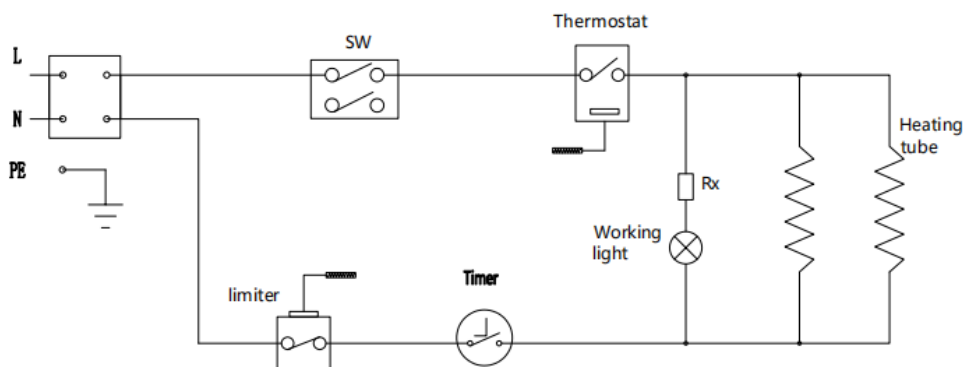 Thermostat
SW
L
N
PE
Heating
tube
Rx
Working
light
limiter
Timer